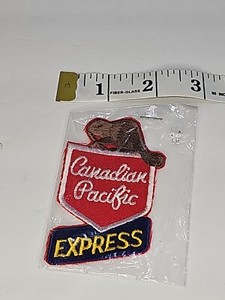 1 FIBER-GLASS 2 3
Canadian
Pacific
EXPRESS